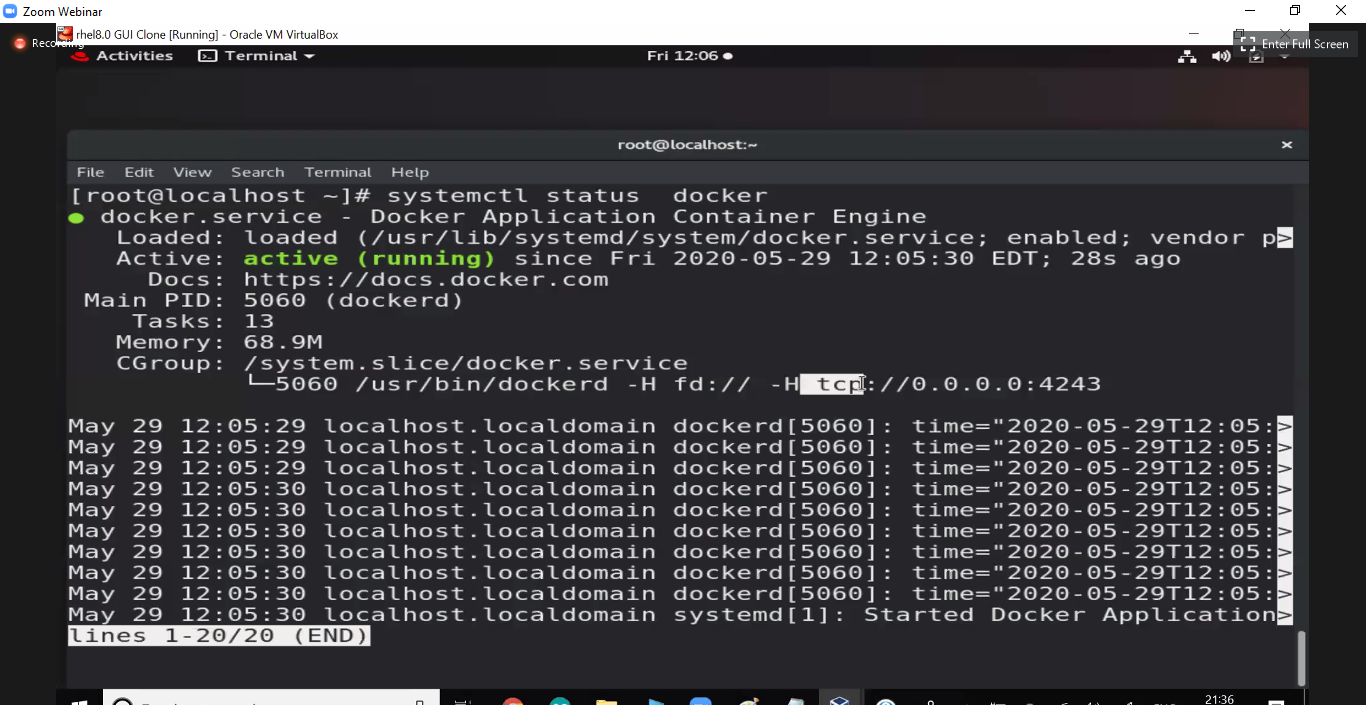 Zoom Webinar
rhel8.0 GUI Clone [Running] - Oracle VM VirtualBox
Recording
Enter Full Screen
Activities Terminal Fri 12:06
root@localhost:~
File Edit View Search Terminal Help
[root@localhost ~]# systemctl status  docker
● docker.service - Docker Application Container Engine
   Loaded: loaded (/usr/lib/systemd/system/docker.service; enabled; vendor p>
   Active: active (running) since Fri 2020-05-29 12:05:30 EDT; 28s ago
     Docs: https://docs.docker.com
 Main PID: 5060 (dockerd)
    Tasks: 13
   Memory: 68.9M
   CGroup: /system.slice/docker.service
           └─5060 /usr/bin/dockerd -H fd:// -H tcp://0.0.0.0:4243
May 29 12:05:29 localhost.localdomain dockerd[5060]: time="2020-05-29T12:05:>
May 29 12:05:29 localhost.localdomain dockerd[5060]: time="2020-05-29T12:05:>
May 29 12:05:29 localhost.localdomain dockerd[5060]: time="2020-05-29T12:05:>
May 29 12:05:30 localhost.localdomain dockerd[5060]: time="2020-05-29T12:05:>
May 29 12:05:30 localhost.localdomain dockerd[5060]: time="2020-05-29T12:05:>
May 29 12:05:30 localhost.localdomain dockerd[5060]: time="2020-05-29T12:05:>
May 29 12:05:30 localhost.localdomain dockerd[5060]: time="2020-05-29T12:05:>
May 29 12:05:30 localhost.localdomain dockerd[5060]: time="2020-05-29T12:05:>
May 29 12:05:30 localhost.localdomain dockerd[5060]: time="2020-05-29T12:05:>
May 29 12:05:30 localhost.localdomain systemd[1]: Started Docker Application>
lines 1-20/20 (END)
21:36